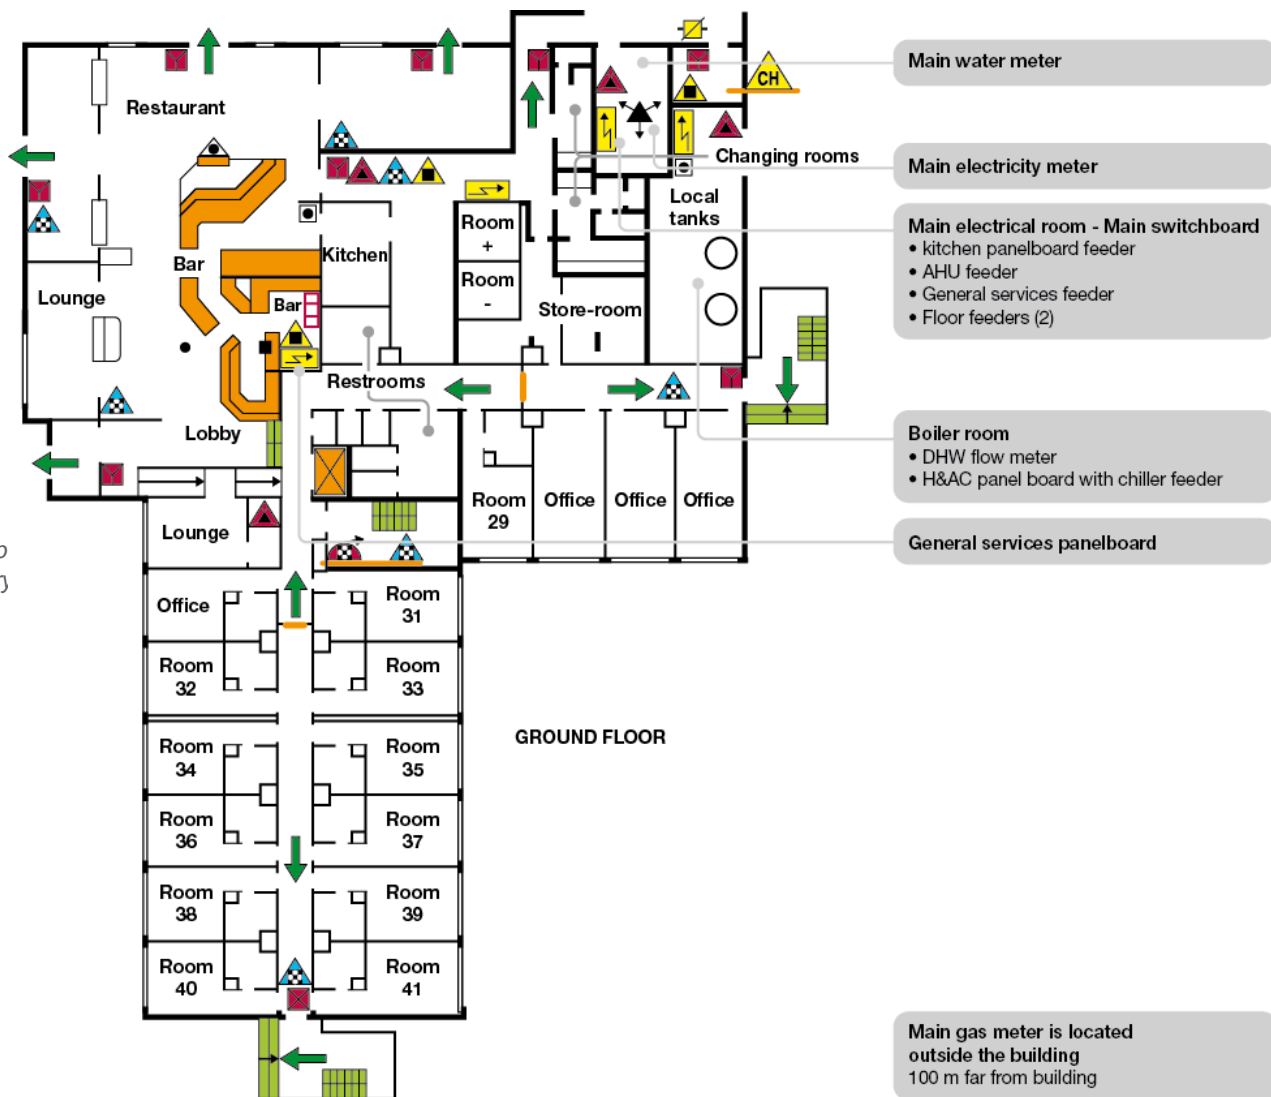 Main water meter
CH
Restaurant
Changing rooms
Main electricity meter
Local
tanks
Room
+
Main electrical room - Main switchboard
• kitchen panelboard feeder
• AHU feeder
• General services feeder
• Floor feeders (2)
Kitchen
Bar
Room
-
Lounge
Bar
Store-room
Restrooms
Lobby
Boiler room
• DHW flow meter
• H&AC panel board with chiller feeder
Room
29
Office
Office
Office
Lounge
General services panelboard
Office
Room
31
Room
32
Room
33
GROUND FLOOR
Room
34
Room
35
Room
36
Room
37
Room
38
Room
39
Room
40
Room
41
Main gas meter is located
outside the building
100 m far from building